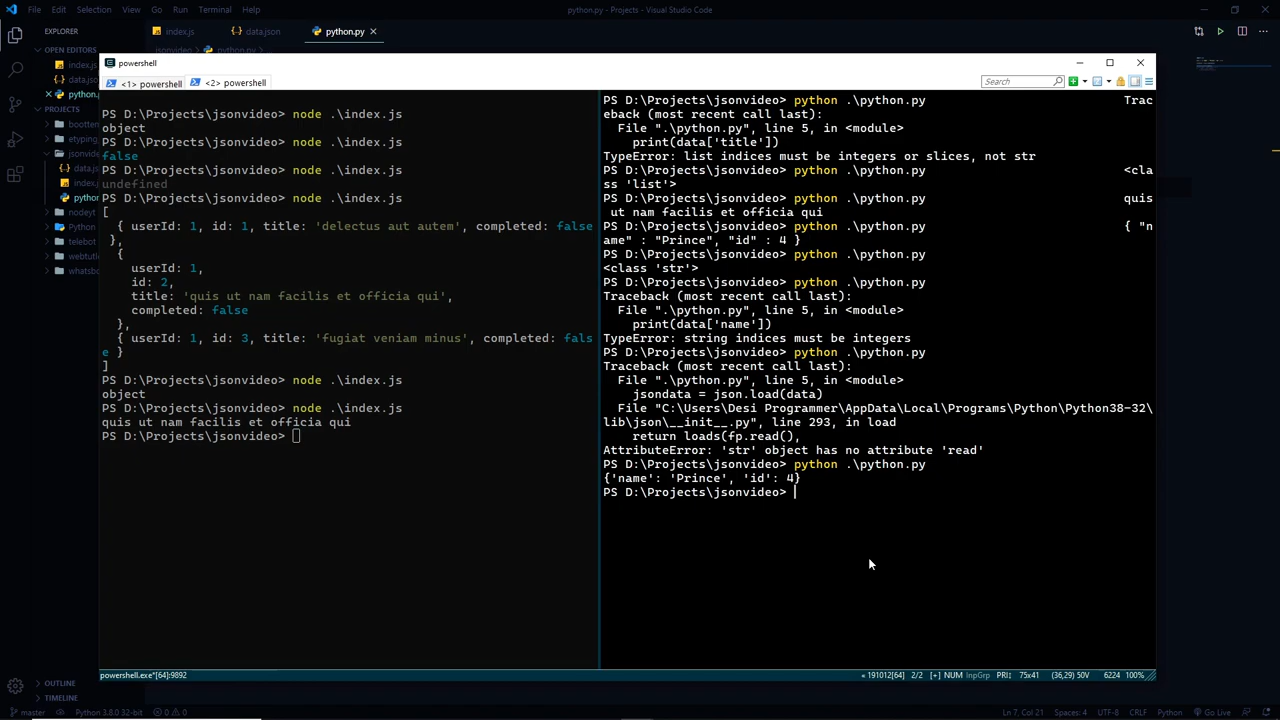 File Edit Selection View Go Run Terminal Help
python.py - Projects - Visual Studio Code
EXPLORER
index.js
data.json
python.py
OPEN EDITORS
index.js
data.js
python.
PROJECTS
bootten
etyping
jsonvide
data.js
index.j
python
nodeyt
Python
telebot
webtut
whatsb
OUTLINE
TIMELINE
powershell
<1> powershell
<2> powershell
Search
PS D:\Projects\jsonvideo> node .\index.js
object
PS D:\Projects\jsonvideo> node .\index.js
false
PS D:\Projects\jsonvideo> node .\index.js
undefined
PS D:\Projects\jsonvideo> node .\index.js
[
{ userId: 1, id: 1, title: 'delectus aut autem', completed: false
},
{
userId: 1,
id: 2,
title: 'quis ut nam facilis et officia qui',
completed: false
},
{ userId: 1, id: 3, title: 'fugiat veniam minus', completed: fals
e }
]
PS D:\Projects\jsonvideo> node .\index.js
object
PS D:\Projects\jsonvideo> node .\index.js
quis ut nam facilis et officia qui
PS D:\Projects\jsonvideo>
PS D:\Projects\jsonvideo> python .\python.py Trac
eback (most recent call last):
File ".\python.py", line 5, in <module>
print(data['title'])
TypeError: list indices must be integers or slices, not str
PS D:\Projects\jsonvideo> python .\python.py <cla
ss 'list'>
PS D:\Projects\jsonvideo> python .\python.py quis
ut nam facilis et officia qui
PS D:\Projects\jsonvideo> python .\python.py { "n
ame" : "Prince", "id" : 4 }
PS D:\Projects\jsonvideo> python .\python.py
<class 'str'>
PS D:\Projects\jsonvideo> python .\python.py
Traceback (most recent call last):
File ".\python.py", line 5, in <module>
print(data['name'])
TypeError: string indices must be integers
PS D:\Projects\jsonvideo> python .\python.py
Traceback (most recent call last):
File ".\python.py", line 5, in <module>
jsondata = json.load(data)
File "C:\Users\Desi Programmer\AppData\Local\Programs\Python\Python38-32\
lib\json\__init__.py", line 293, in load
return loads(fp.read(),
AttributeError: 'str' object has no attribute 'read'
PS D:\Projects\jsonvideo> python .\python.py
{'name': 'Prince', 'id': 4}
PS D:\Projects\jsonvideo>
powershell.exe*[64]:9892
« 191012[64] 2/2 [+] NUM InpGrp PRI↕ 75x41 (36,29) 50V 6224 100%
master Python 3.8.0 32-bit 0 0
Ln 7, Col 21 Spaces: 4 UTF-8 CRLF Python Go Live